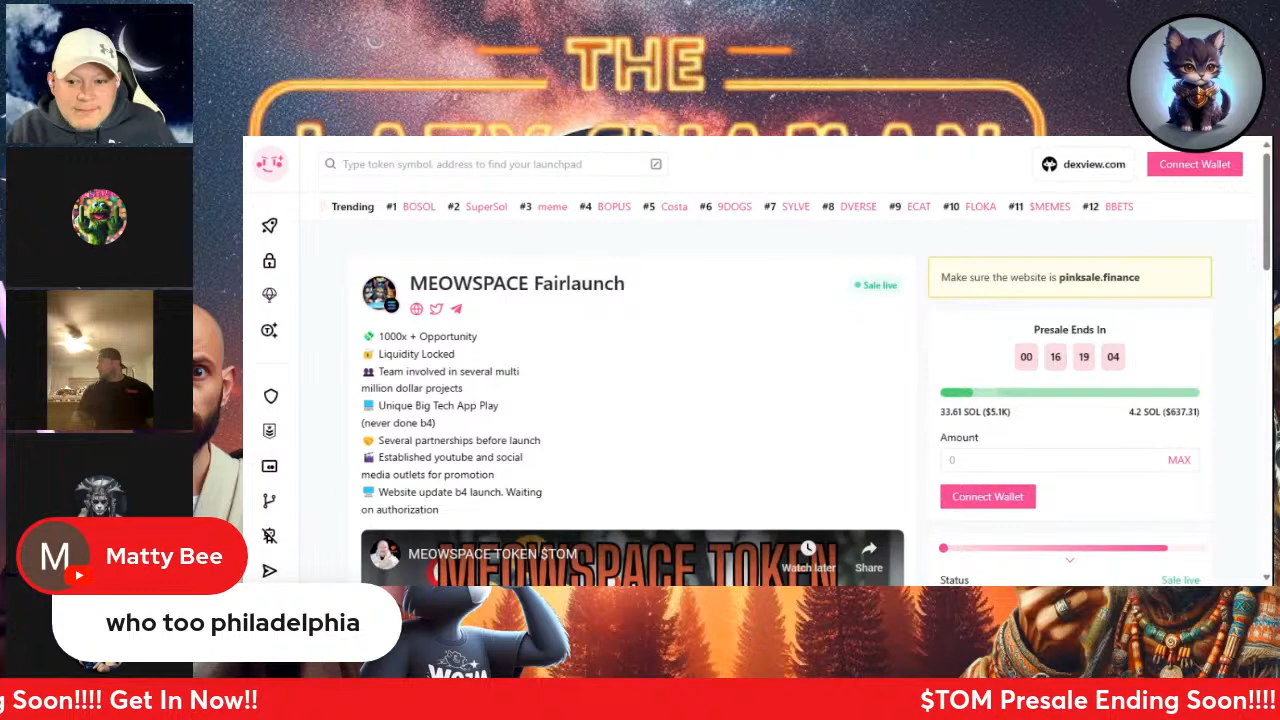 THE
LAZY SHAMAN
Type token symbol, address to find your launchpad
dexview.com
Connect Wallet
Trending #1 BOSOL #2 SuperSol #3 meme #4 BOPUS #5 Costa #6 9DOGS #7 SYLVE #8 DVERSE #9 ECAT #10 FLOKA #11 $MEMES #12 BBETS
MEOWSPACE Fairlaunch
Sale live
1000x + Opportunity
Liquidity Locked
Team involved in several multi
million dollar projects
Unique Big Tech App Play
(never done b4)
Several partnerships before launch
Established youtube and social
media outlets for promotion
Website update b4 launch. Waiting
on authorization
MEOWSPACE TOKEN $TOM
MEOWSPACE TOKEN
Watch later
Share
Make sure the website is pinksale.finance
Presale Ends In
00 16 19 04
33.61 SOL ($5.1K) 4.2 SOL ($637.31)
Amount
0 MAX
Connect Wallet
Status Sale live
M Matty Bee
who too philadelphia
g Soon!!!! Get In Now!! $TOM Presale Ending Soon!!!!